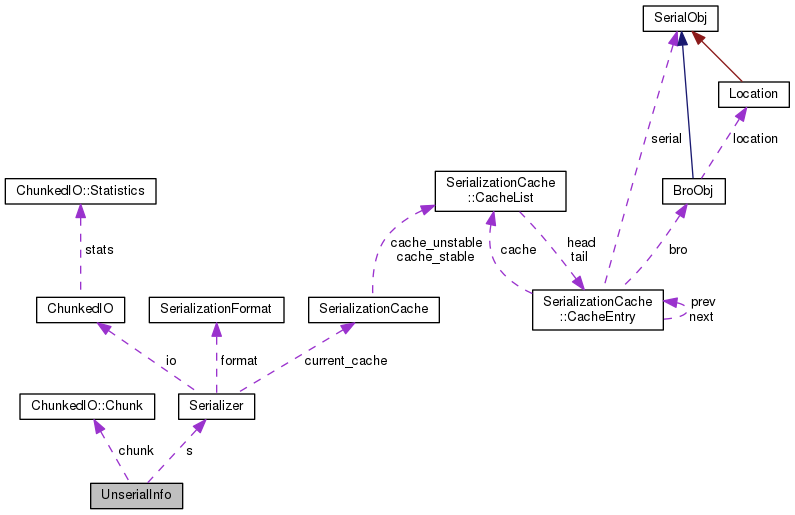 SerialObj
Location
serial
location
ChunkedIO::Statistics
SerializationCache
::CacheList
BroObj
stats
cache_unstable
cache_stable
cache
head
tail
bro
ChunkedIO
SerializationFormat
SerializationCache
SerializationCache
::CacheEntry
prev
next
io
format
current_cache
ChunkedIO::Chunk
Serializer
chunk
s
UnserialInfo